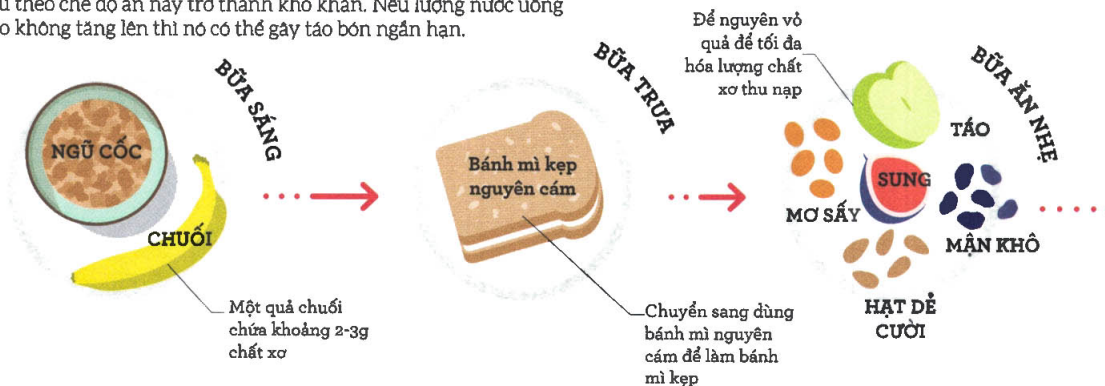 theo chế độ ăn này trở thành khó khăn. Nếu lượng nước uống
không tăng lên thì nó có thể gây táo bón ngắn hạn.
BỮA SÁNG
NGŨ CỐC
CHUỐI
Một quả chuối
chứa khoảng 2-3g
chất xơ
BỮA TRƯA
Bánh mì kẹp
nguyên cám
Chuyển sang dùng
bánh mì nguyên
cám để làm bánh
mì kẹp
Để nguyên vỏ
quả để tối đa
hóa lượng chất
xơ thu nạp
BỮA ĂN NHẸ
TÁO
SUNG
MƠ SẤY
MẬN KHÔ
HẠT DẺ
CƯỜI